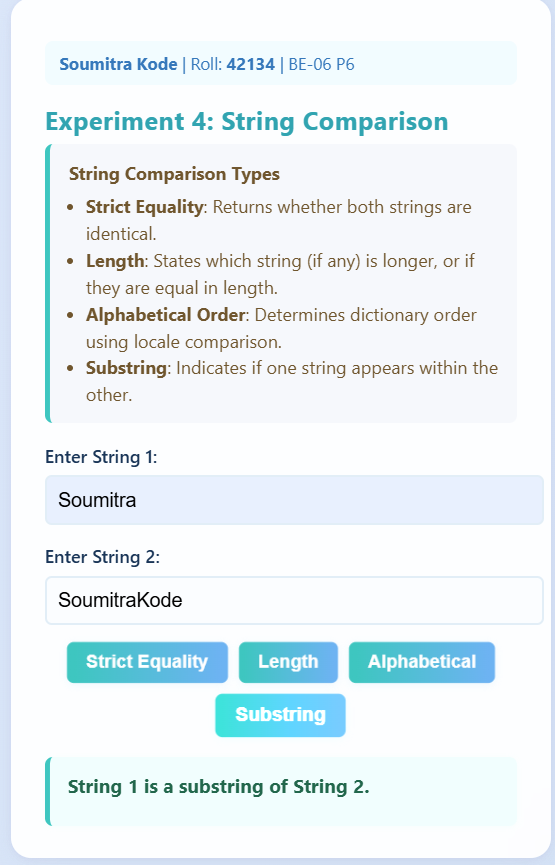 Soumitra Kode | Roll: 42134 | BE-06 P6
Experiment 4: String Comparison
String Comparison Types
• Strict Equality: Returns whether both strings are
identical.
• Length: States which string (if any) is longer, or if
they are equal in length.
• Alphabetical Order: Determines dictionary order
using locale comparison.
• Substring: Indicates if one string appears within the
other.
Enter String 1:
Soumitra
Enter String 2:
SoumitraKode
Strict Equality Length Alphabetical
Substring
String 1 is a substring of String 2.